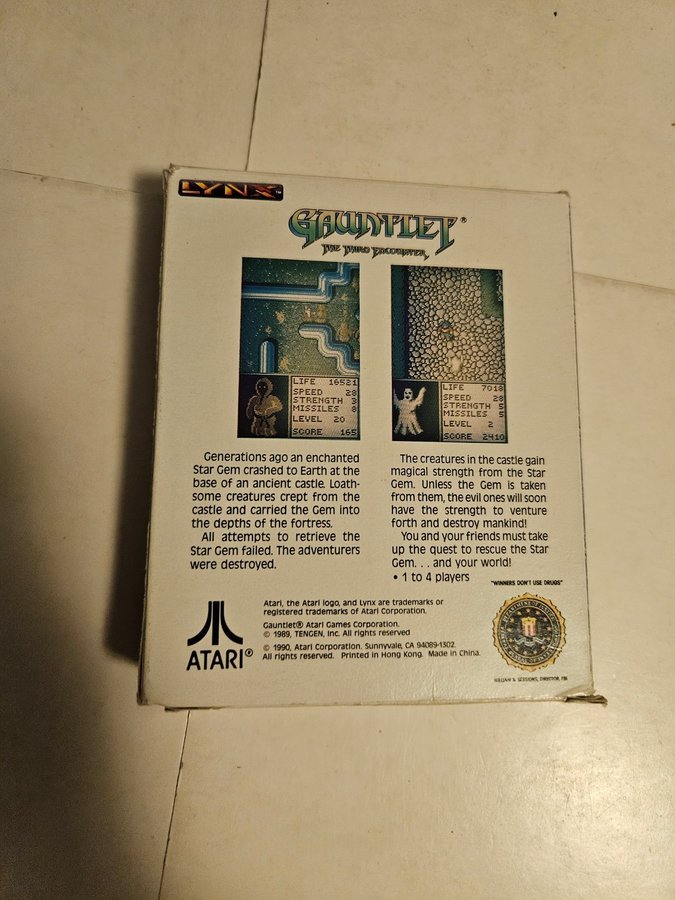 LYNX™
GAUNTLET®
THE THIRD ENCOUNTER
LIFE 16521
SPEED 28
STRENGTH 3
MISSILES 8
LEVEL 20
SCORE 165
LIFE 7018
SPEED 28
STRENGTH 5
MISSILES 5
LEVEL 2
SCORE 2410
Generations ago an enchanted
Star Gem crashed to Earth at the
base of an ancient castle. Loath-
some creatures crept from the
castle and carried the Gem into
the depths of the fortress.
All attempts to retrieve the
Star Gem failed. The adventurers
were destroyed.
The creatures in the castle gain
magical strength from the Star
Gem. Unless the Gem is taken
from them, the evil ones will soon
have the strength to venture
forth and destroy mankind!
You and your friends must take
up the quest to rescue the Star
Gem. . . and your world!
• 1 to 4 players
"WINNERS DON'T USE DRUGS"
ATARI®
Atari, the Atari logo, and Lynx are trademarks or
registered trademarks of Atari Corporation.
Gauntlet® Atari Games Corporation.
© 1989, TENGEN, Inc. All rights reserved
© 1990, Atari Corporation. Sunnyvale, CA 94089-1302.
All rights reserved. Printed in Hong Kong. Made in China.
WILLIAM S. SESSIONS, DIRECTOR, FBI